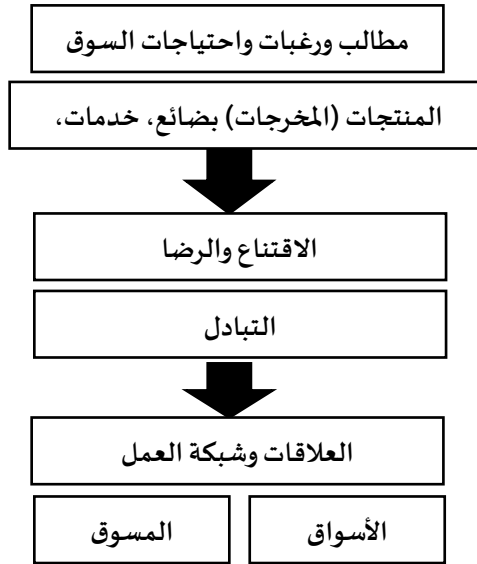 مطالب ورغبات واحتياجات السوق
المنتجات (المخرجات) بضائع، خدمات،
الاقتناع والرضا
التبادل
العلاقات وشبكة العمل
الأسواق
المسوق